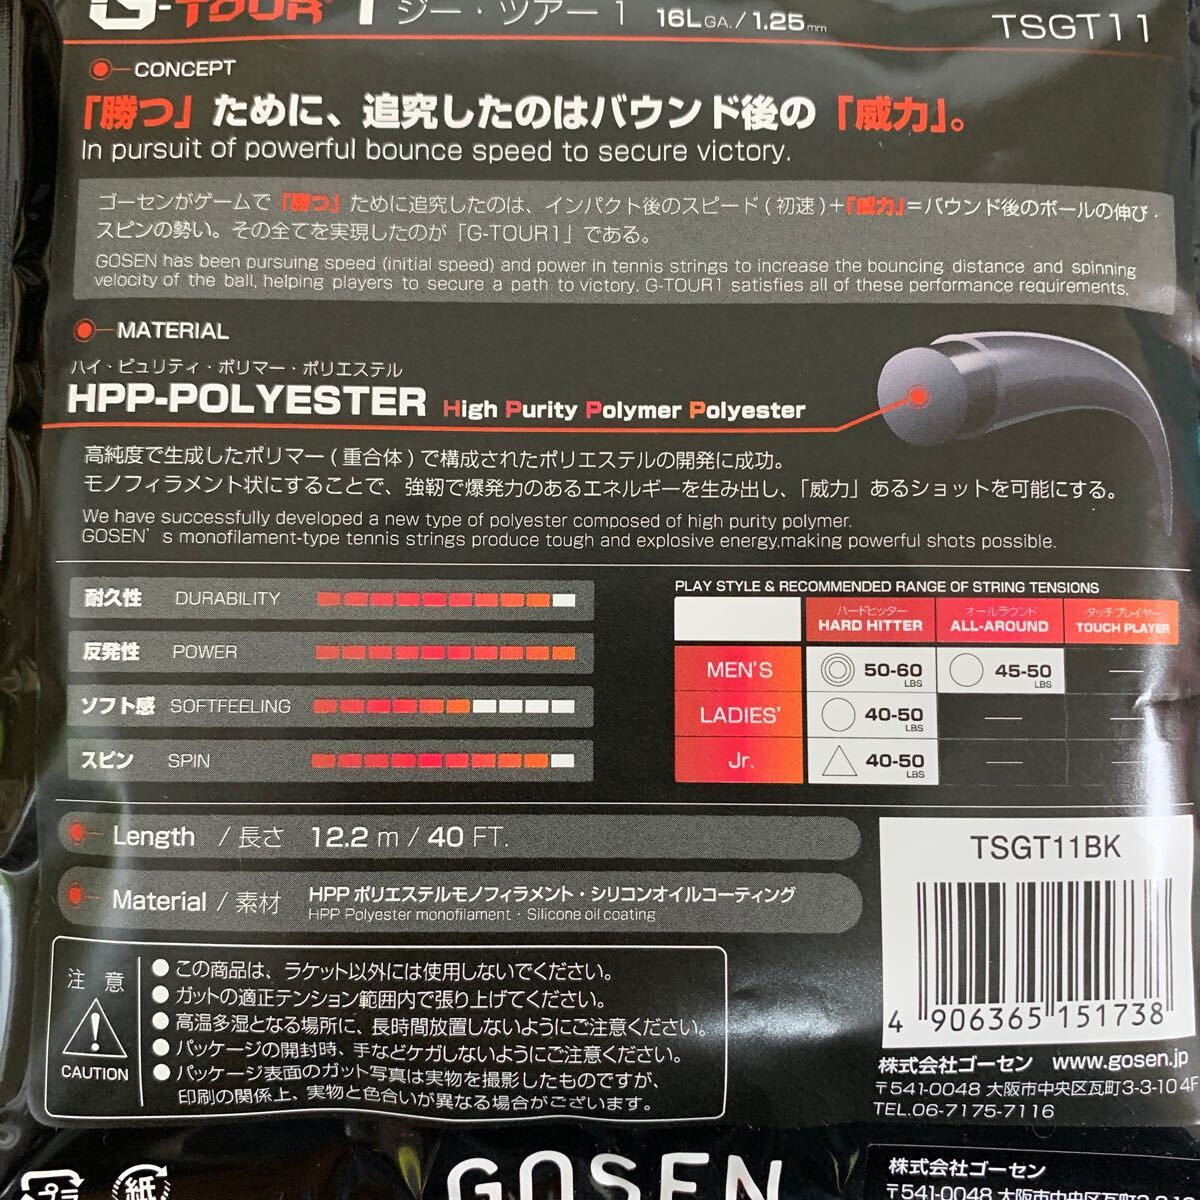 G-TOUR 1 ジー・ツアー 1 16L GA. / 1.25mm TSGT11
CONCEPT
「勝つ」ために、追究したのはバウンド後の「威力」。
In pursuit of powerful bounce speed to secure victory.
ゴーセンがゲームで「勝つ」ために追究したのは、インパクト後のスピード(初速)+「威力」=バウンド後のボールの伸び・
スピンの勢い。その全てを実現したのが「G-TOUR1」である。
GOSEN has been pursuing speed (initial speed) and power in tennis strings to increase the bouncing distance and spinning
velocity of the ball, helping players to secure a path to victory. G-TOUR1 satisfies all of these performance requirements.
MATERIAL
ハイ・ピュリティ・ポリマー・ポリエステル
HPP-POLYESTER High Purity Polymer Polyester
高純度で生成したポリマー(重合体)で構成されたポリエステルの開発に成功。
モノフィラメント状にすることで、強靭で爆発力のあるエネルギーを生み出し、「威力」あるショットを可能にする。
We have successfully developed a new type of polyester composed of high purity polymer.
GOSEN's monofilament-type tennis strings produce tough and explosive energy,making powerful shots possible.
耐久性 DURABILITY
反発性 POWER
ソフト感 SOFTFEELING
スピン SPIN
PLAY STYLE & RECOMMENDED RANGE OF STRING TENSIONS
ハードヒッター オールラウンド タッチプレイヤー
HARD HITTER ALL-AROUND TOUCH PLAYER
MEN'S ◎ 50-60 LBS ○ 45-50 LBS —
LADIES' ○ 40-50 LBS — —
Jr. △ 40-50 LBS — —
Length / 長さ 12.2 m / 40 FT.
Material / 素材 HPP ポリエステルモノフィラメント・シリコンオイルコーティング
HPP Polyester monofilament・Silicone oil coating
TSGT11BK
4 906365 151738
注意
CAUTION
●この商品は、ラケット以外には使用しないでください。
●ガットの適正テンション範囲内で張り上げてください。
●高温多湿となる場所に、長時間放置しないようにご注意ください。
●パッケージの開封時、手などケガしないようにご注意ください。
●パッケージ表面のガット写真は実物を撮影したものですが、
印刷の関係上、実物と色合いが異なる場合がございます。
株式会社ゴーセン www.gosen.jp
〒541-0048 大阪市中央区瓦町3-3-10 4F
TEL.06-7175-7116
プラ
紙
GOSEN
株式会社ゴーセン
〒541-0048 大阪市中央区瓦町